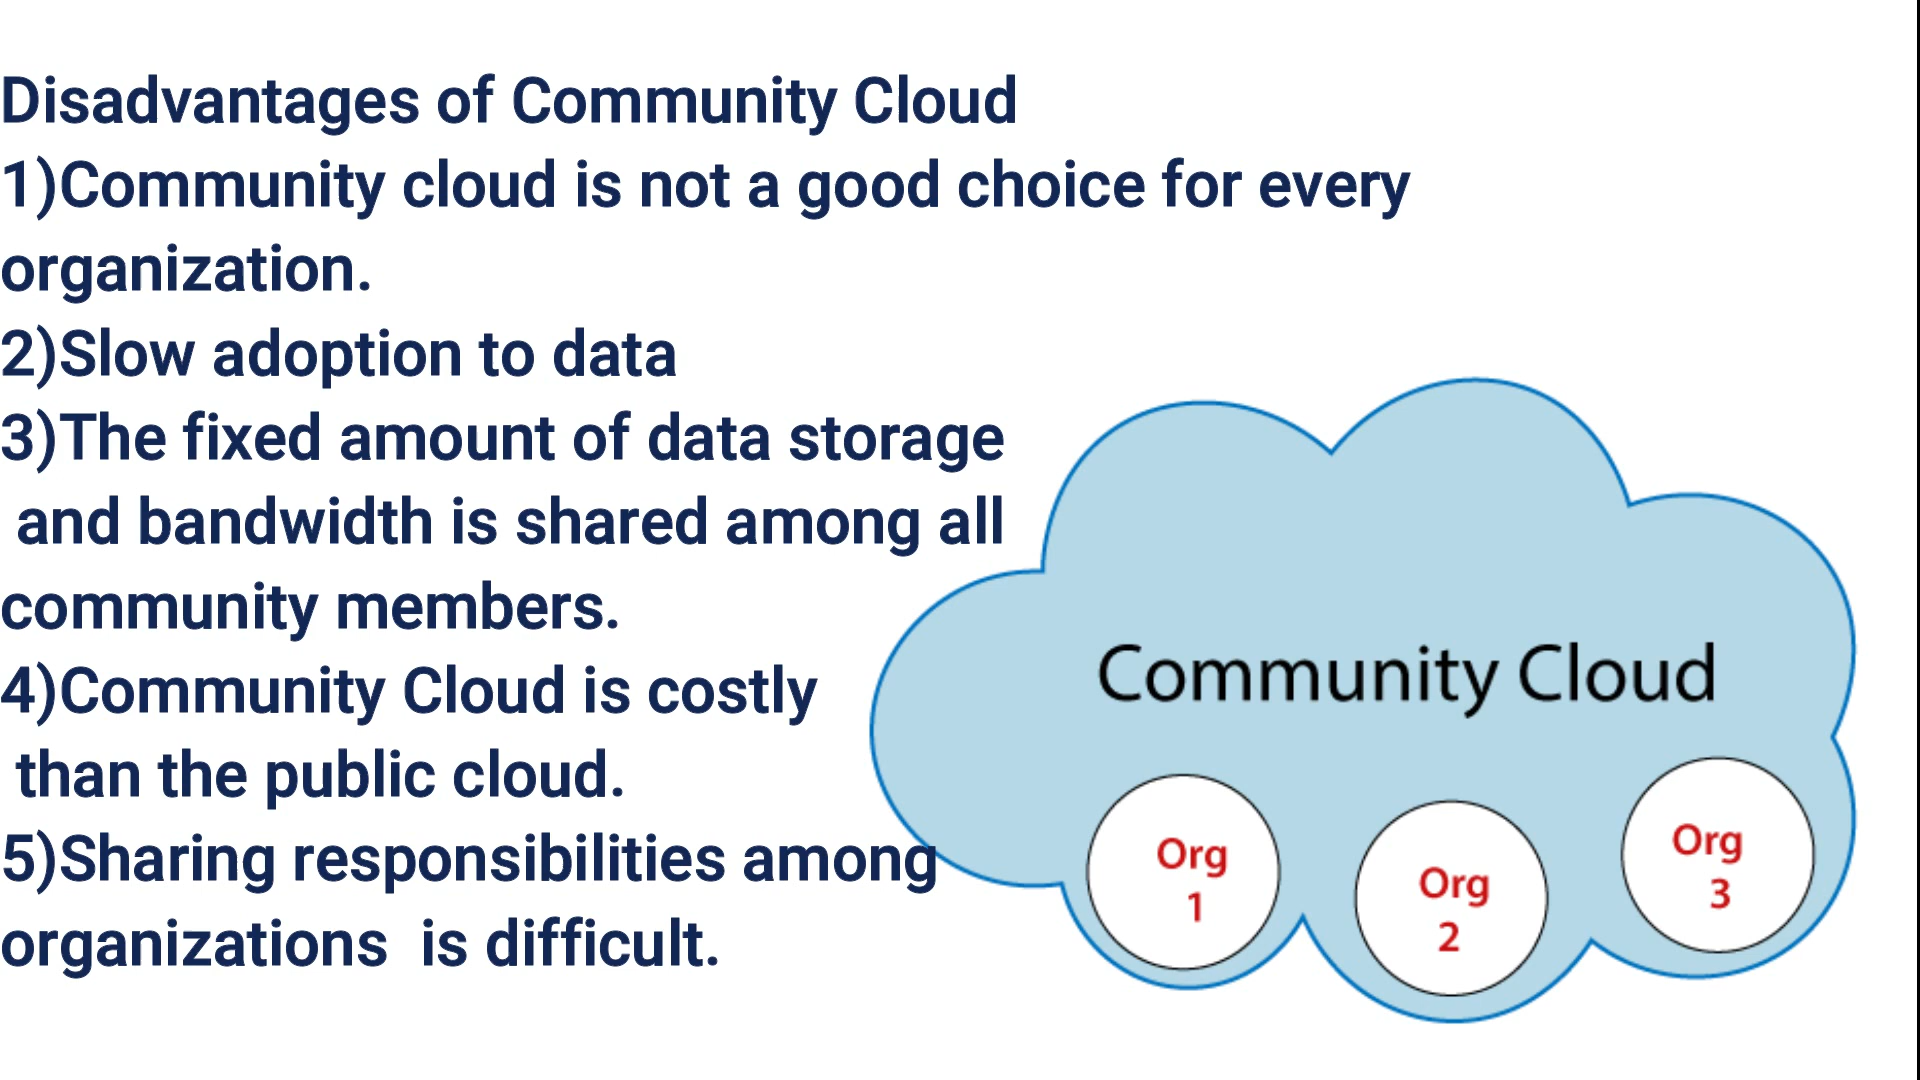 Disadvantages of Community Cloud
1)Community cloud is not a good choice for every
organization.
2)Slow adoption to data
3)The fixed amount of data storage
and bandwidth is shared among all
community members.
4)Community Cloud is costly
than the public cloud.
5)Sharing responsibilities among
organizations  is difficult.
Community Cloud
Org
1
Org
2
Org
3